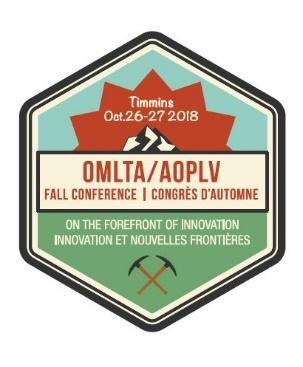 Timmins
Oct.26-27 2018
OMLTA/AOPLV
FALL CONFERENCE | CONGRÈS D'AUTOMNE
ON THE FOREFRONT OF INNOVATION
INNOVATION ET NOUVELLES FRONTIÈRES